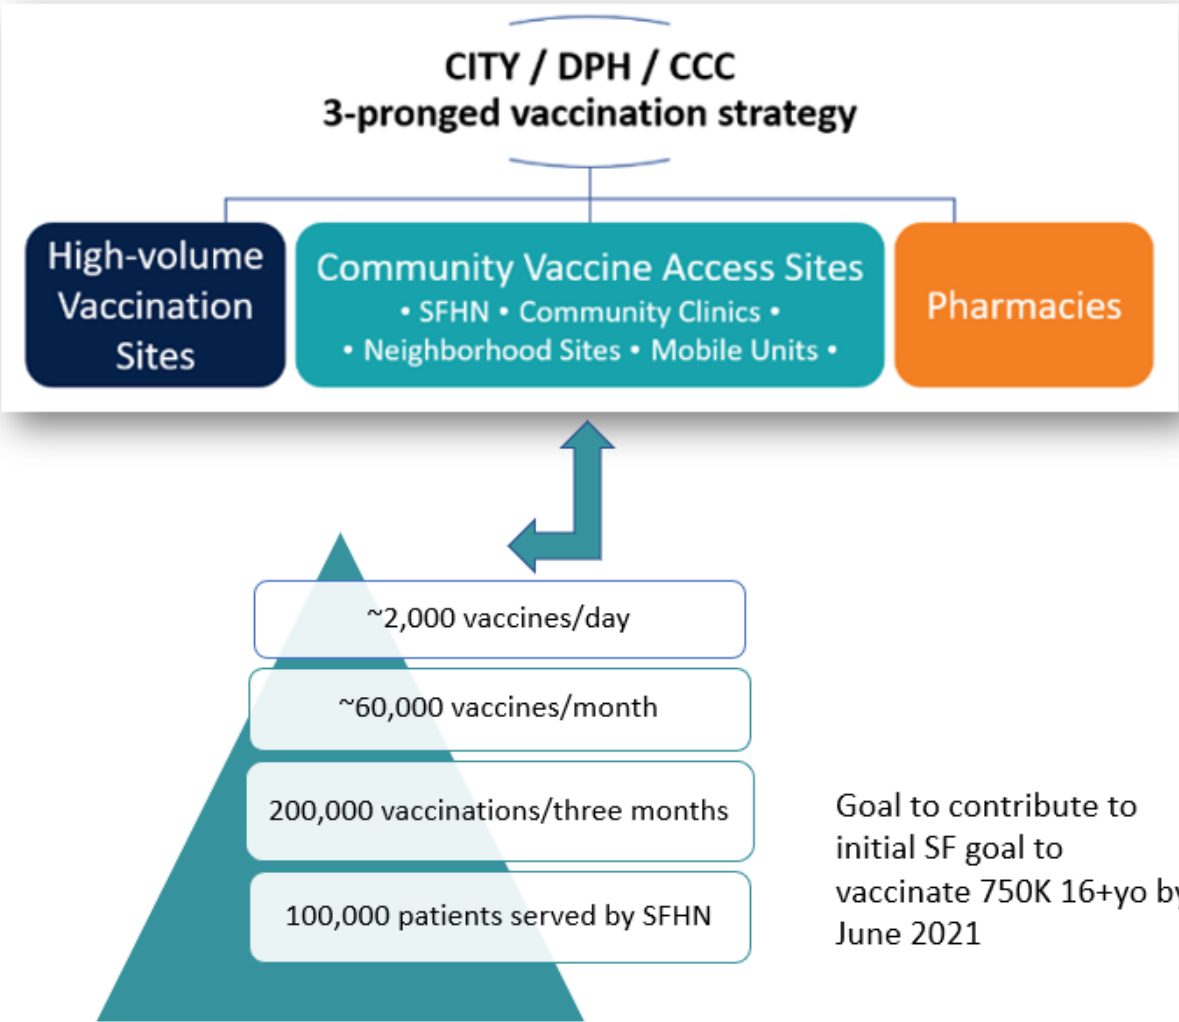 CITY / DPH / CCC
3-pronged vaccination strategy
High-volume
Vaccination
Sites
Community Vaccine Access Sites
• SFHN • Community Clinics •
• Neighborhood Sites • Mobile Units •
Pharmacies
~2,000 vaccines/day
~60,000 vaccines/month
200,000 vaccinations/three months
100,000 patients served by SFHN
Goal to contribute to
initial SF goal to
vaccinate 750K 16+yo by
June 2021